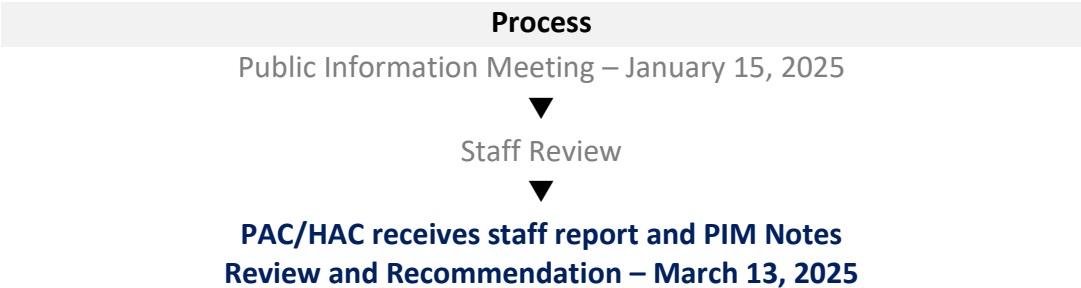 Process
Public Information Meeting – January 15, 2025
Staff Review
PAC/HAC receives staff report and PIM Notes
Review and Recommendation – March 13, 2025